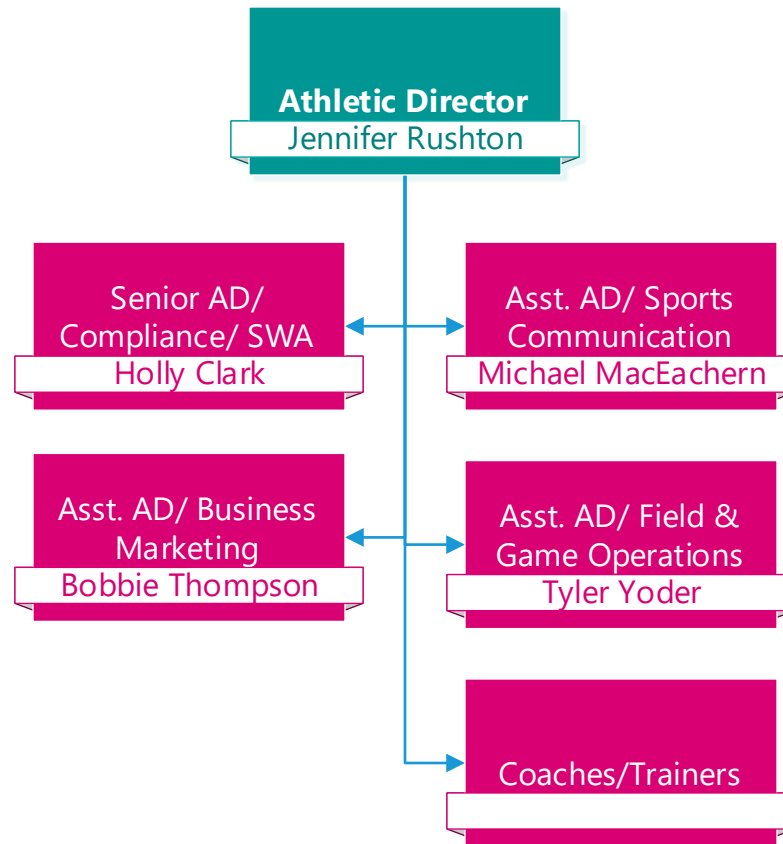 Athletic Director
Jennifer Rushton
Senior AD/
Compliance/ SWA
Holly Clark
Asst. AD/ Sports
Communication
Michael MacEachern
Asst. AD/ Business
Marketing
Bobbie Thompson
Asst. AD/ Field &
Game Operations
Tyler Yoder
Coaches/Trainers